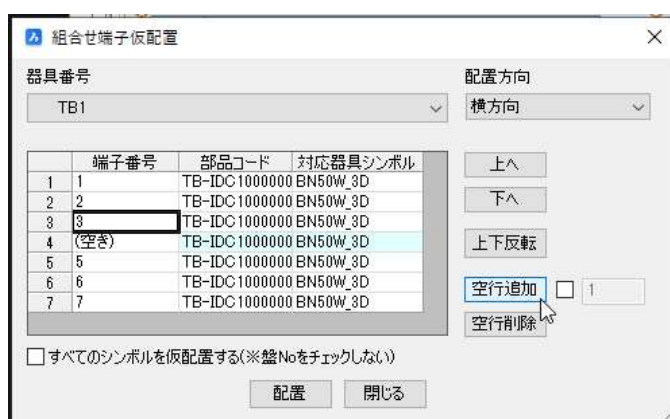 組合せ端子仮配置
器具番号
配置方向
TB1
横方向
端子番号 部品コード 対応器具シンボル
1 1 TB-IDC1000000 BN50W_3D
2 2 TB-IDC1000000 BN50W_3D
3 3 TB-IDC1000000 BN50W_3D
4 (空き) TB-IDC1000000 BN50W_3D
5 5 TB-IDC1000000 BN50W_3D
6 6 TB-IDC1000000 BN50W_3D
7 7 TB-IDC1000000 BN50W_3D
上へ
下へ
上下反転
空行追加 1
空行削除
すべてのシンボルを仮配置する(※盤Noをチェックしない)
配置 閉じる